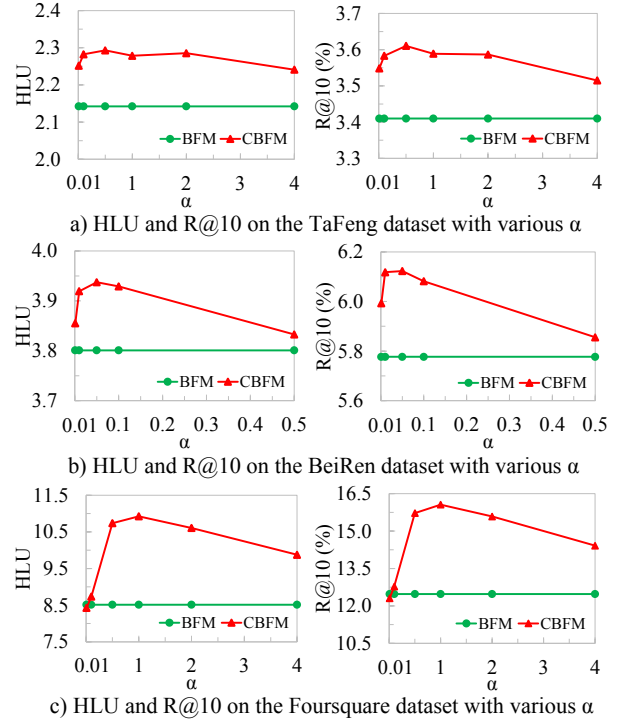 2.4
2.3
2.2
2.1
2.0
HLU
BFM CBFM
0.01 1 2 3 4
α
3.7
3.6
3.5
3.4
3.3
R@10 (%)
BFM CBFM
0.01 1 2 3 4
α
a) HLU and R@10 on the TaFeng dataset with various α
4.0
3.9
3.8
3.7
HLU
BFM CBFM
0.01 0.1 0.2 0.3 0.4 0.5
α
6.2
6.0
5.8
5.6
R@10 (%)
BFM CBFM
0.01 0.1 0.2 0.3 0.4 0.5
α
b) HLU and R@10 on the BeiRen dataset with various α
11.5
10.5
9.5
8.5
7.5
HLU
BFM CBFM
0.01 1 2 3 4
α
16.5
14.5
12.5
10.5
R@10 (%)
BFM CBFM
0.01 1 2 3 4
α
c) HLU and R@10 on the Foursquare dataset with various α